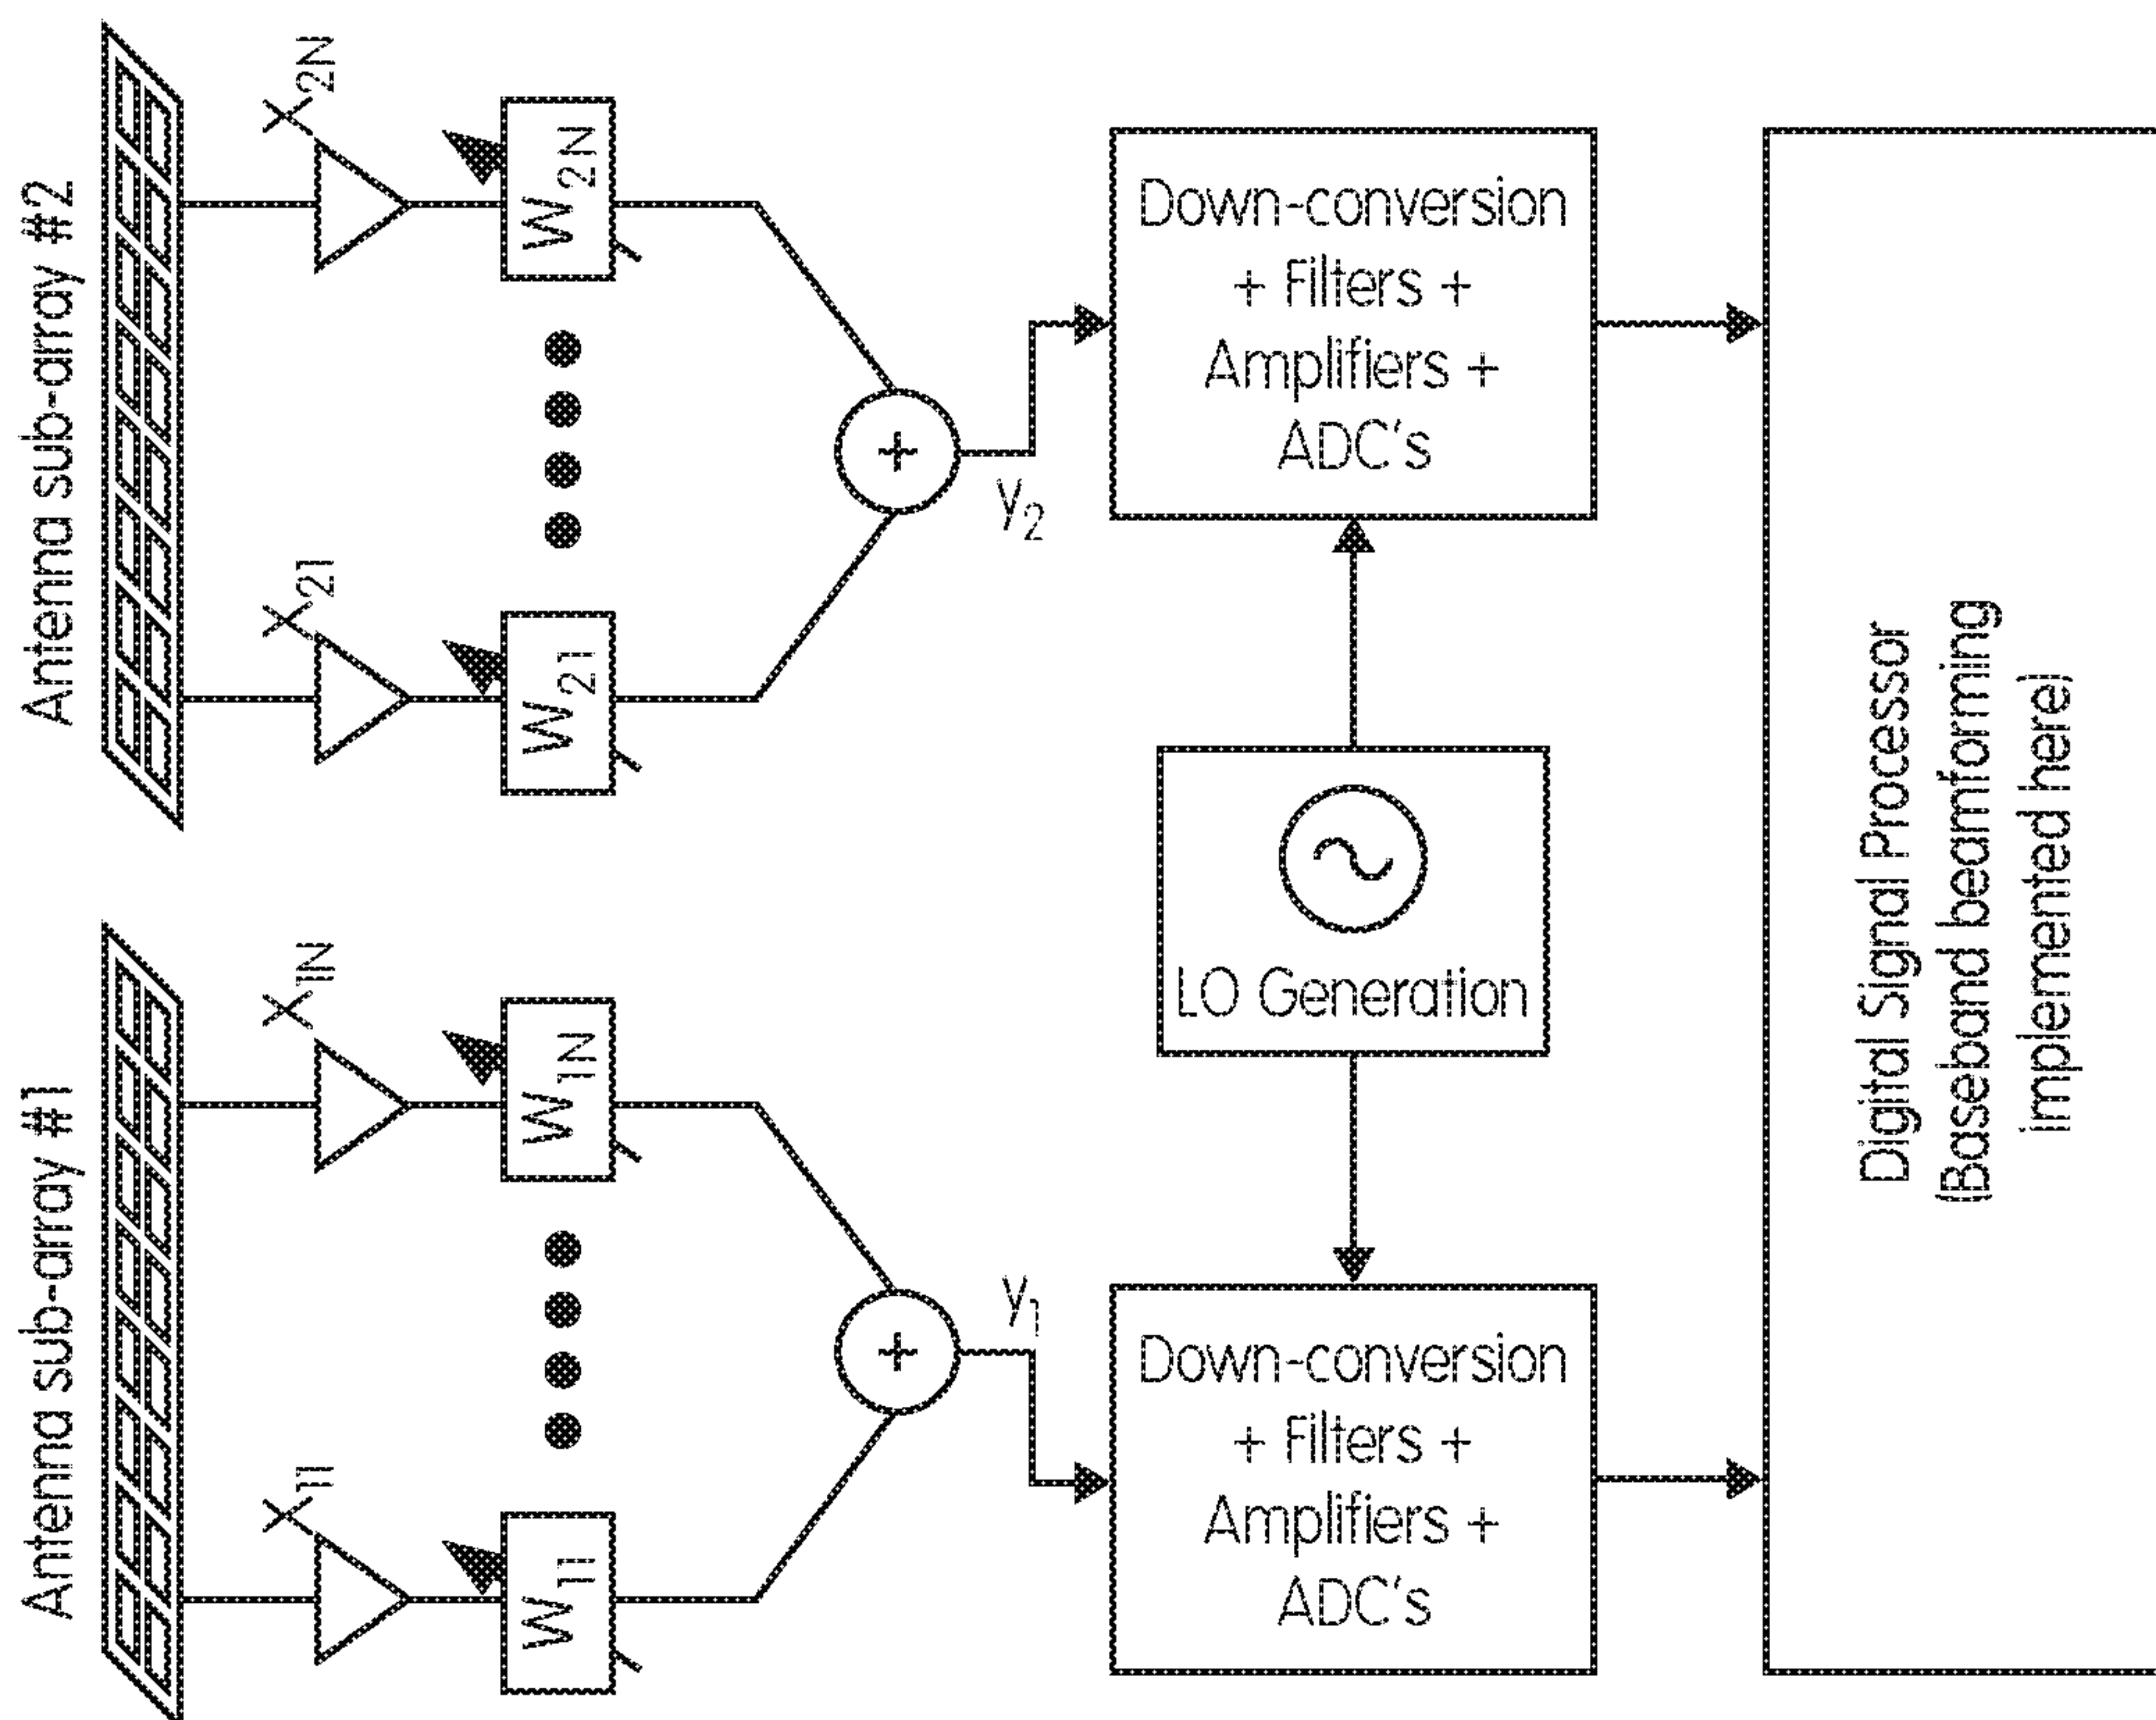 Antenna sub-array #1
Antenna sub-array #2
X11
X1N
X21
X2N
W11
W1N
W21
W2N
+
+
y1
y2
Down-conversion
+ Filters +
Amplifiers +
ADC's
LO Generation
Down-conversion
+ Filters +
Amplifiers +
ADC's
Digital Signal Processor
(Baseband beamforming
implemented here)